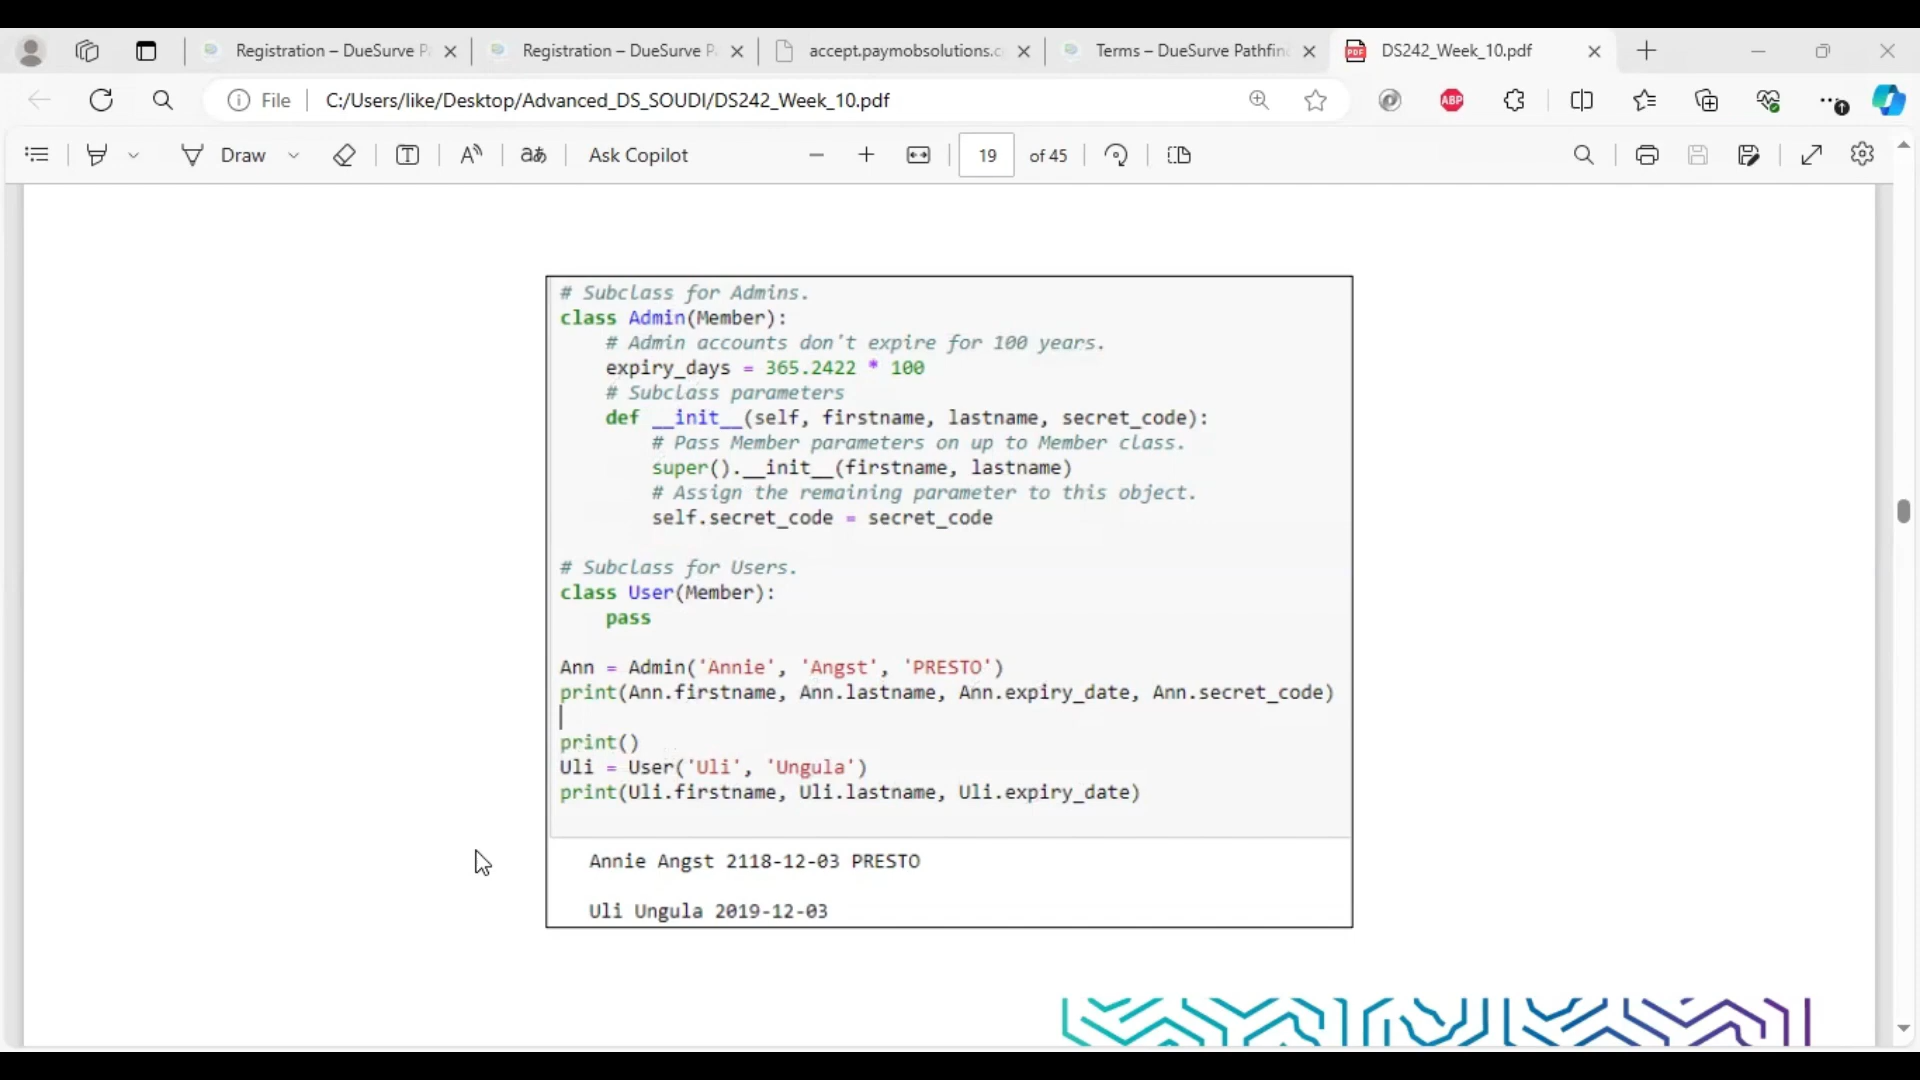 Registration – DueSurve P
Registration – DueSurve P
accept.paymobsolutions.c
Terms – DueSurve Pathfin
DS242_Week_10.pdf
File
C:/Users/like/Desktop/Advanced_DS_SOUDI/DS242_Week_10.pdf
ABP
Draw
Ask Copilot
19
of 45
# Subclass for Admins.
class Admin(Member):
    # Admin accounts don't expire for 100 years.
    expiry_days = 365.2422 * 100
    # Subclass parameters
    def __init__(self, firstname, lastname, secret_code):
        # Pass Member parameters on up to Member class.
        super().__init__(firstname, lastname)
        # Assign the remaining parameter to this object.
        self.secret_code = secret_code
# Subclass for Users.
class User(Member):
    pass
Ann = Admin('Annie', 'Angst', 'PRESTO')
print(Ann.firstname, Ann.lastname, Ann.expiry_date, Ann.secret_code)
print()
Uli = User('Uli', 'Ungula')
print(Uli.firstname, Uli.lastname, Uli.expiry_date)
Annie Angst 2118-12-03 PRESTO
Uli Ungula 2019-12-03